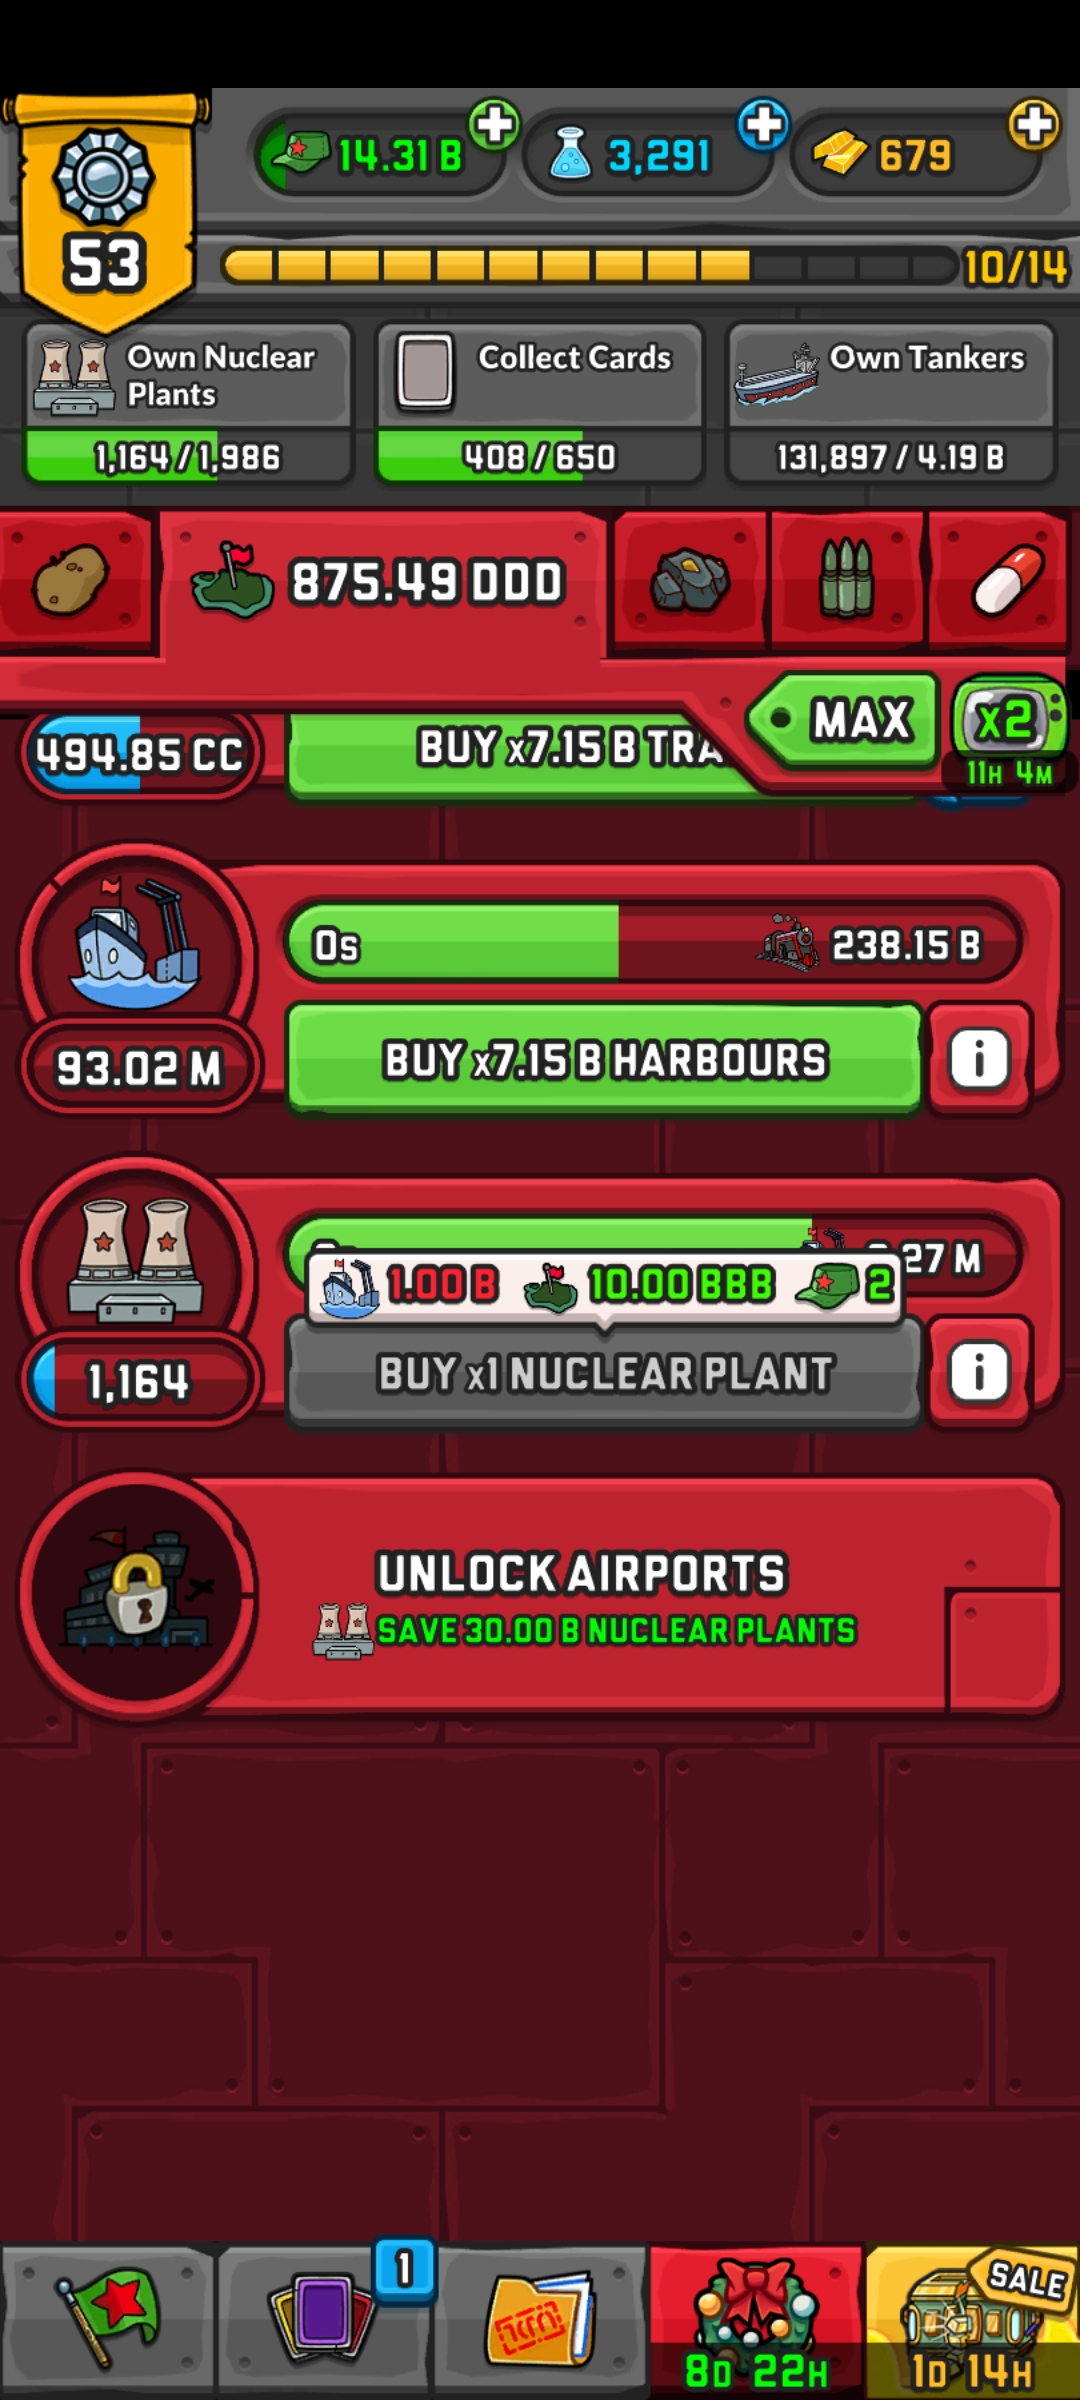 14.31 B
3,291
679
53
10/14
Own Nuclear
Plants
1,164 / 1,986
Collect Cards
408 / 650
Own Tankers
131,897 / 4.19 B
875.49 DDD
MAX
x2
11H 4M
494.85 CC
BUY x7.15 B TRA
0s
238.15 B
93.02 M
BUY x7.15 B HARBOURS
27 M
1.00 B
10.00 BBB
2
1,164
BUY x1 NUCLEAR PLANT
UNLOCK AIRPORTS
SAVE 30.00 B NUCLEAR PLANTS
1
SALE
8D 22H
1D 14H